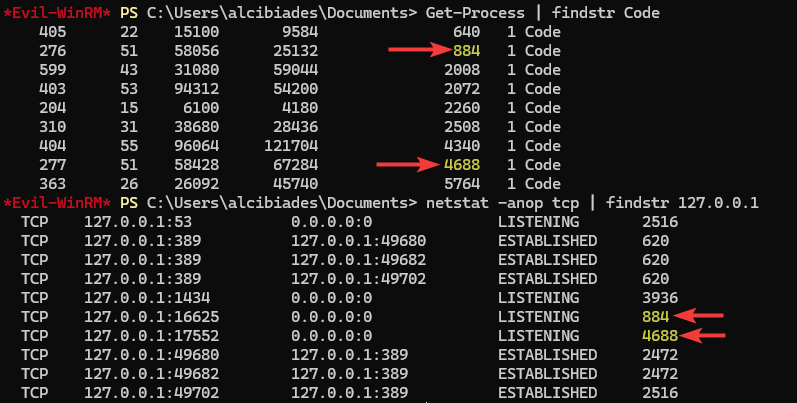 *Evil-WinRM* PS C:\Users\alcibiades\Documents> Get-Process | findstr Code
405 22 15100 9584 640 1 Code
276 51 58056 25132 884 1 Code
599 43 31080 59044 2008 1 Code
403 53 94312 54200 2072 1 Code
204 15 6100 4180 2260 1 Code
310 31 38680 28436 2508 1 Code
404 55 96064 121704 4340 1 Code
277 51 58428 67284 4688 1 Code
363 26 26092 45740 5764 1 Code
*Evil-WinRM* PS C:\Users\alcibiades\Documents> netstat -anop tcp | findstr 127.0.0.1
TCP 127.0.0.1:53 0.0.0.0:0 LISTENING 2516
TCP 127.0.0.1:389 127.0.0.1:49680 ESTABLISHED 620
TCP 127.0.0.1:389 127.0.0.1:49682 ESTABLISHED 620
TCP 127.0.0.1:389 127.0.0.1:49702 ESTABLISHED 620
TCP 127.0.0.1:1434 0.0.0.0:0 LISTENING 3936
TCP 127.0.0.1:16625 0.0.0.0:0 LISTENING 884
TCP 127.0.0.1:17552 0.0.0.0:0 LISTENING 4688
TCP 127.0.0.1:49680 127.0.0.1:389 ESTABLISHED 2472
TCP 127.0.0.1:49682 127.0.0.1:389 ESTABLISHED 2472
TCP 127.0.0.1:49702 127.0.0.1:389 ESTABLISHED 2516